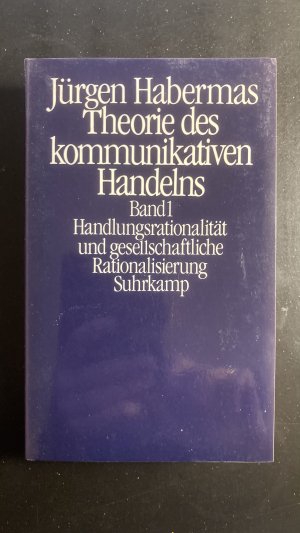 Jürgen Habermas
Theorie des
kommunikativen
Handelns
Band 1
Handlungsrationalität
und gesellschaftliche
Rationalisierung
Suhrkamp